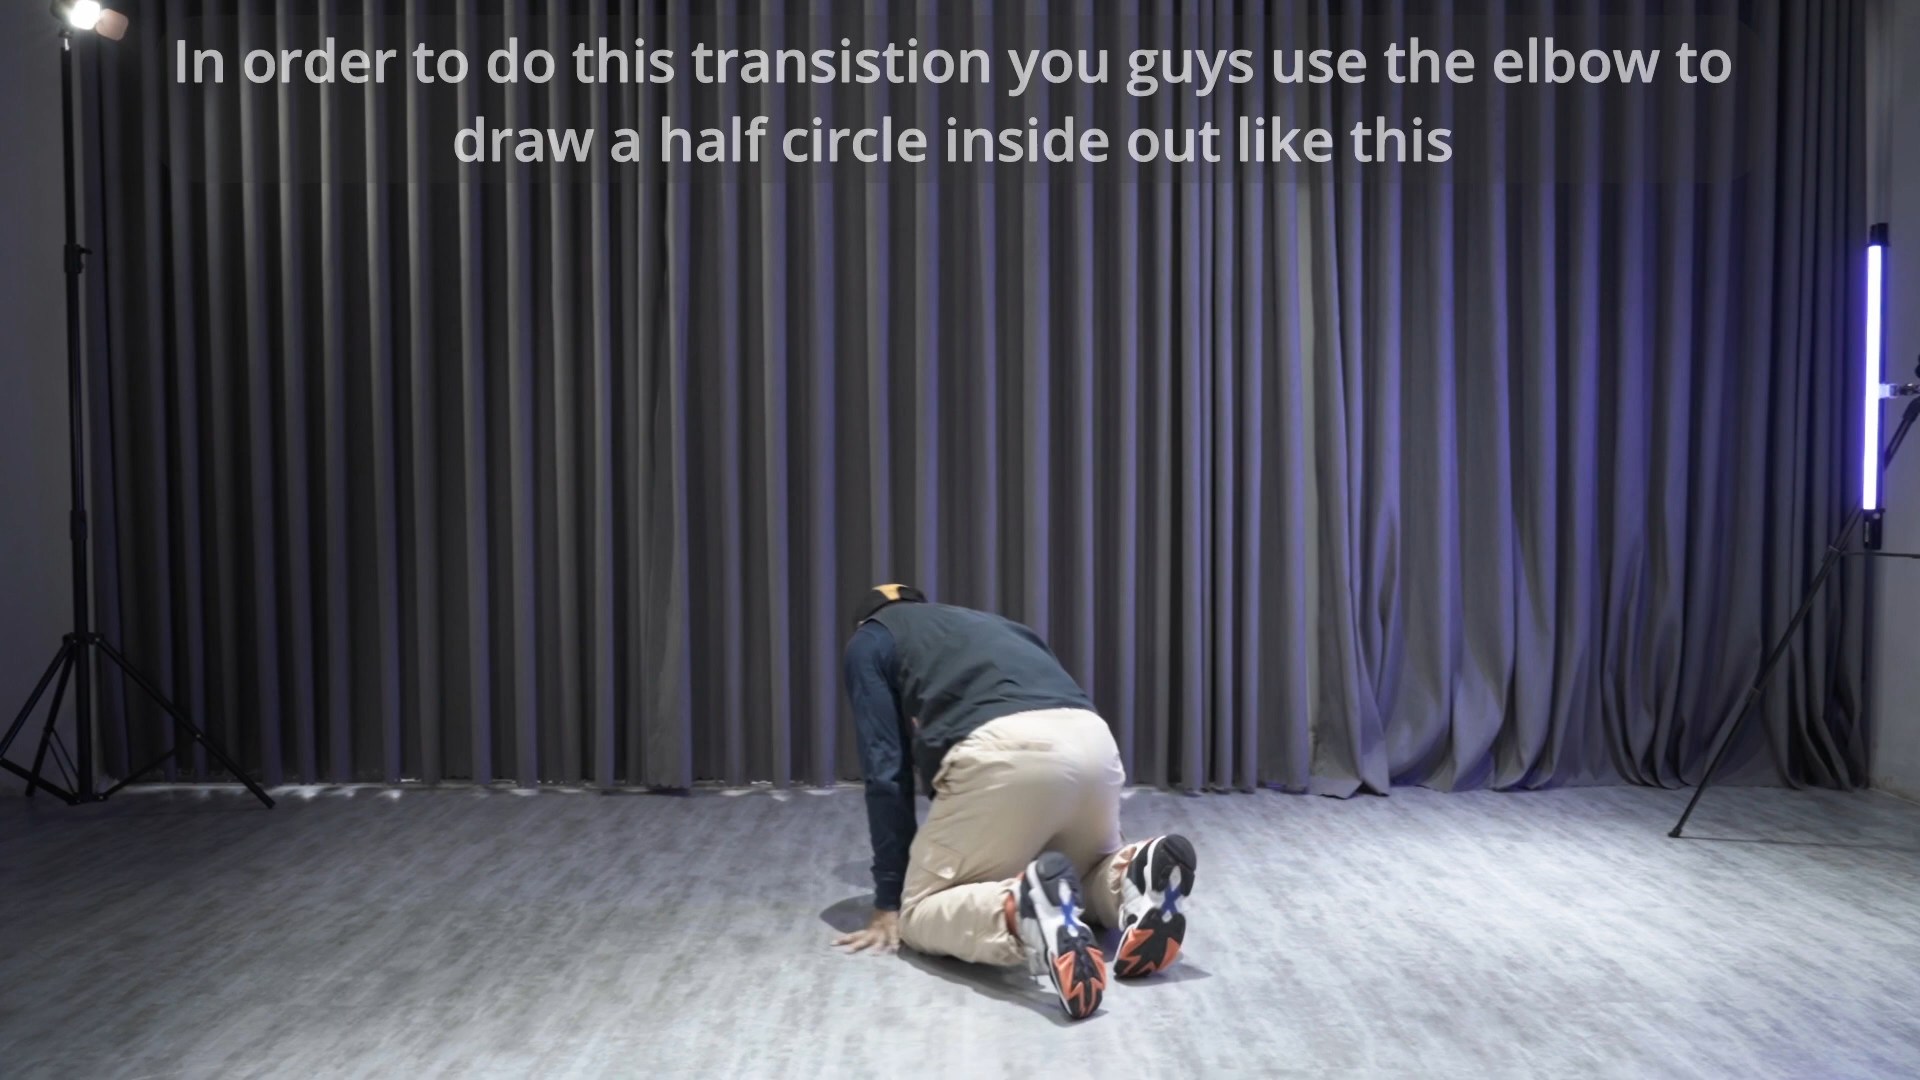 In order to do this transistion you guys use the elbow to
draw a half circle inside out like this